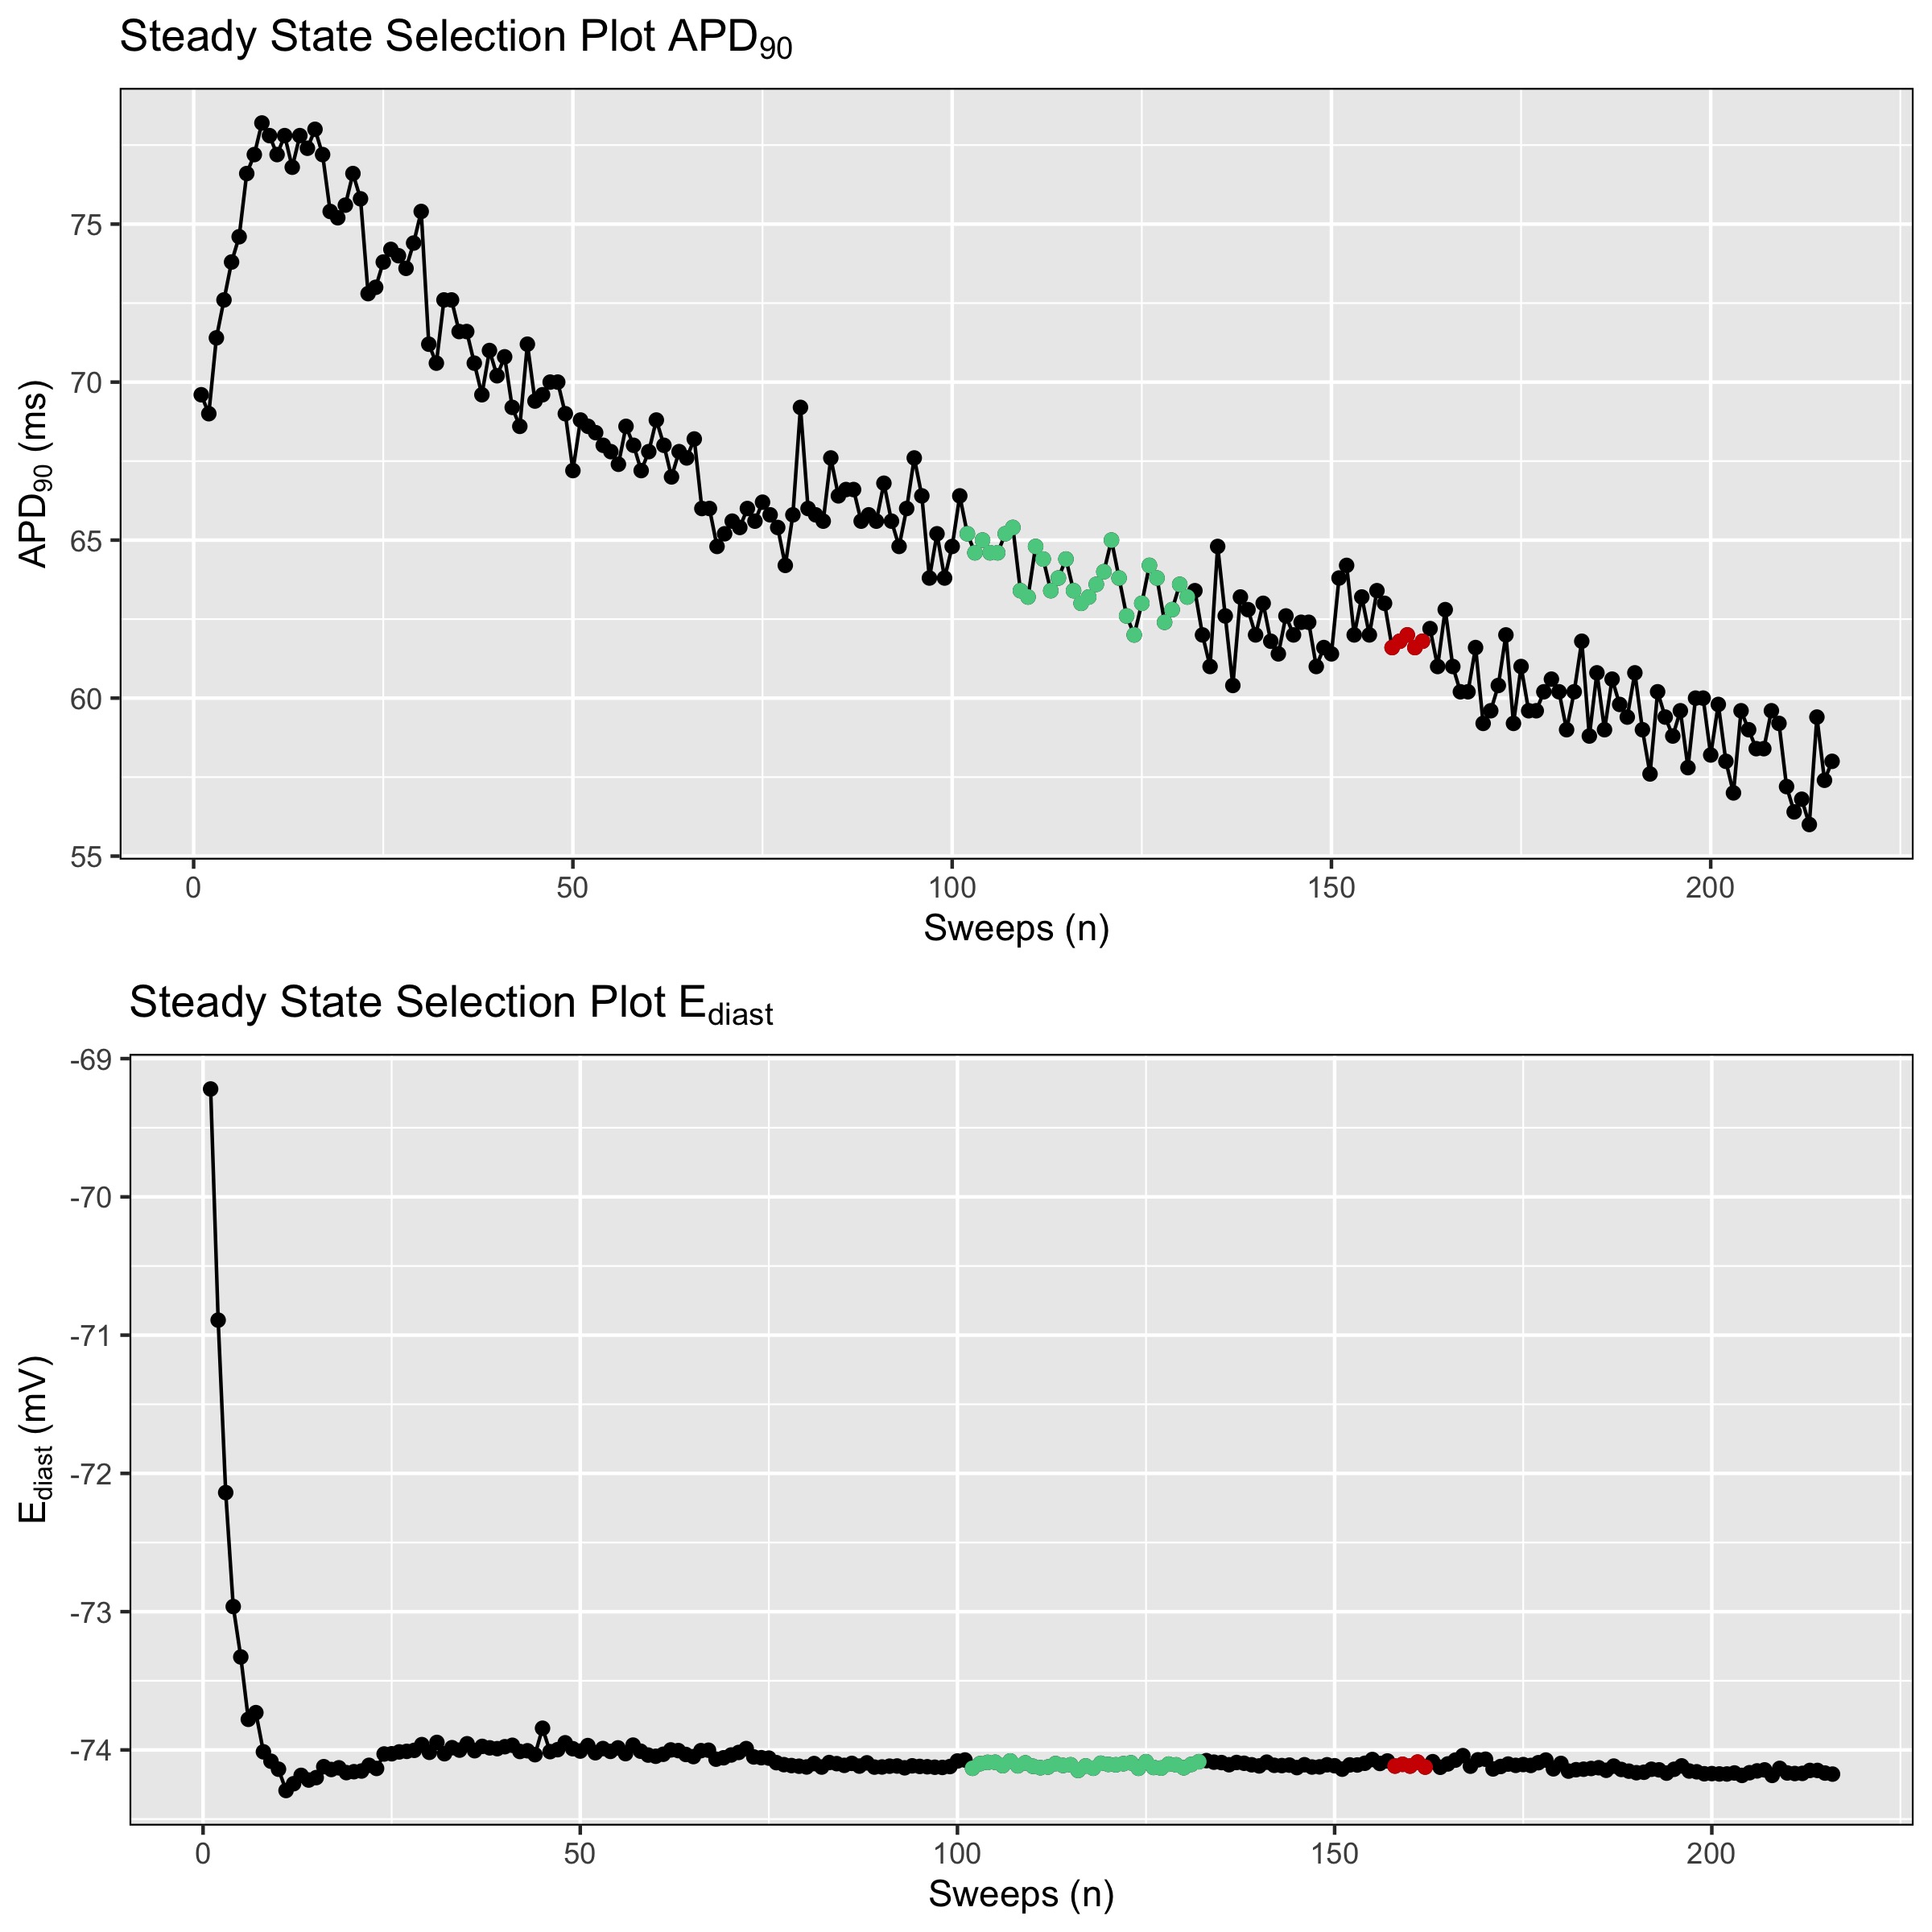 Steady State Selection Plot APD90
75
70
65
60
55
APD90 (ms)
0 50 100 150 200
Sweeps (n)
Steady State Selection Plot Ediast
-69
-70
-71
-72
-73
-74
Ediast (mV)
0 50 100 150 200
Sweeps (n)